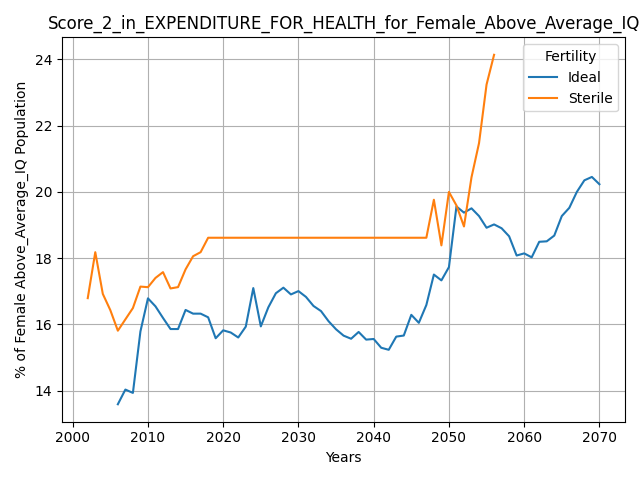 Score_2_in_EXPENDITURE_FOR_HEALTH_for_Female_Above_Average_IQ
% of Female Above_Average_IQ Population
24
22
20
18
16
14
Fertility
Ideal
Sterile
2000 2010 2020 2030 2040 2050 2060 2070
Years